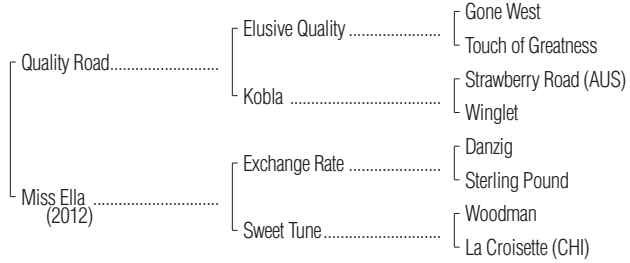 Gone West
Elusive Quality
Touch of Greatness
Quality Road
Strawberry Road (AUS)
Kobla
Winglet
Danzig
Exchange Rate
Sterling Pound
Miss Ella
(2012)
Woodman
Sweet Tune
La Croisette (CHI)